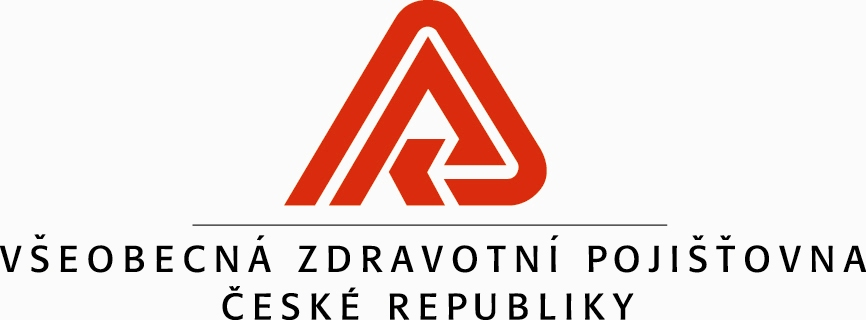 VŠEOBECNÁ ZDRAVOTNÍ POJIŠŤOVNA
ČESKÉ REPUBLIKY